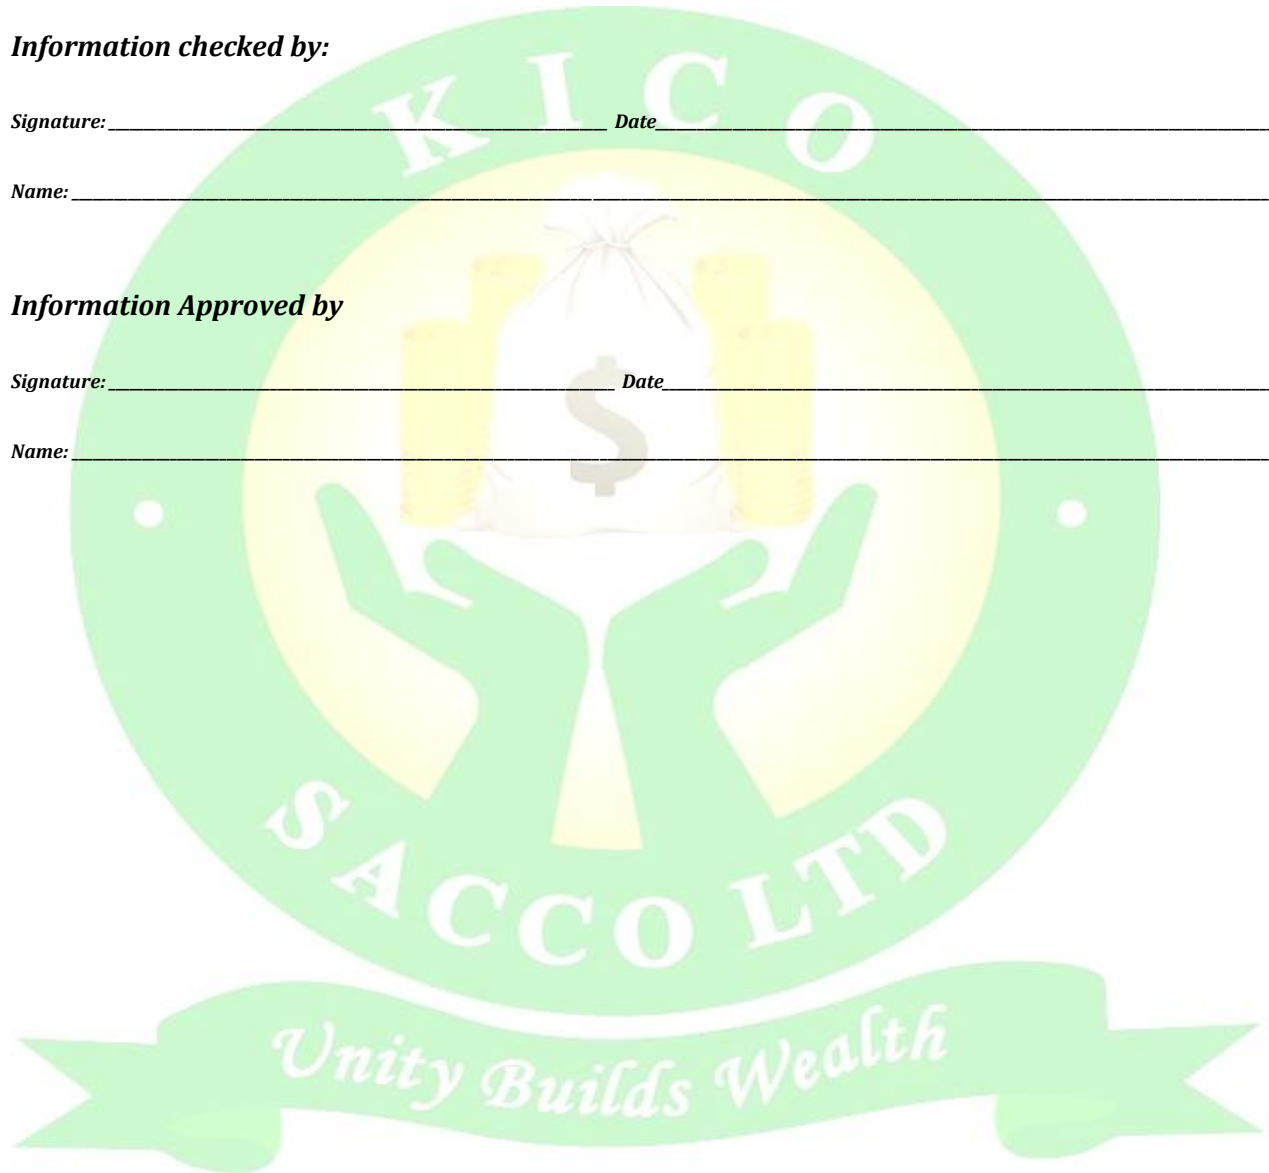 Information checked by:
Signature: Date
Name:
Information Approved by
Signature: Date
Name:
KICO
$
SACCO LTD
Unity Builds Wealth